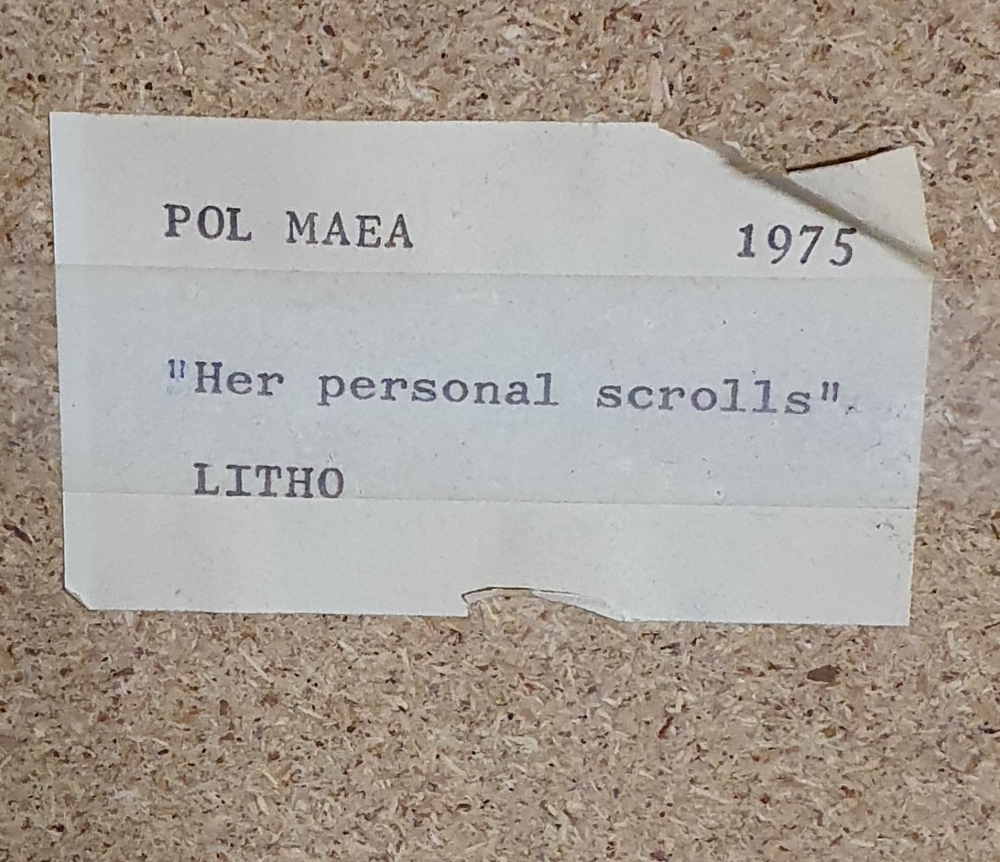 POL MAEA 1975
"Her personal scrolls".
LITHO